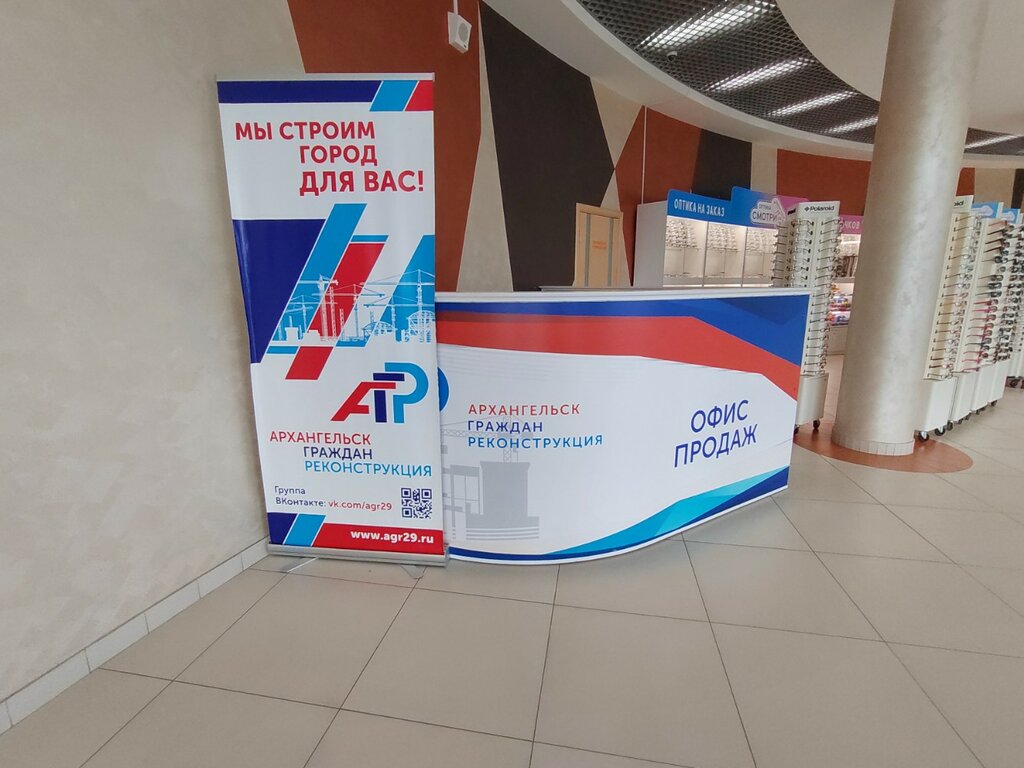 МЫ СТРОИМ
ГОРОД
ДЛЯ ВАС!
АГР
АРХАНГЕЛЬСК
ГРАЖДАН
РЕКОНСТРУКЦИЯ
Группа
ВКонтакте: vk.com/agr29
www.agr29.ru
АРХАНГЕЛЬСК
ГРАЖДАН
РЕКОНСТРУКЦИЯ
ОФИС
ПРОДАЖ
ОПТИКА НА ЗАКАЗ
СМОТРИ
Polaroid